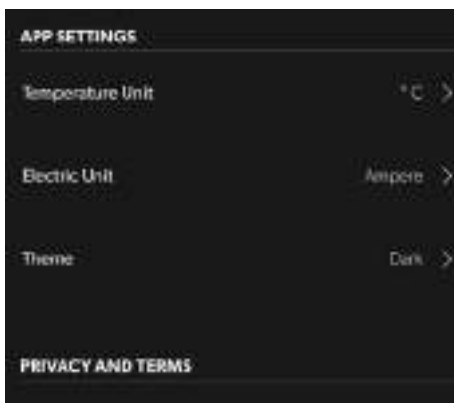 APP SETTINGS
Temperature Unit °C
Electric Unit Ampere
Theme Dark
PRIVACY AND TERMS